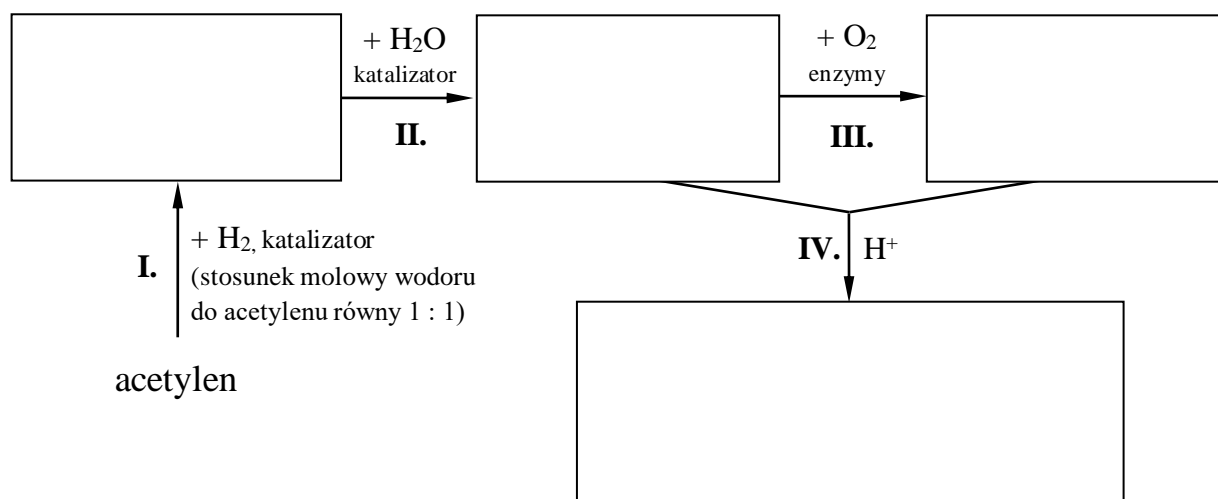 + H₂O
katalizator
II.
+ O₂
enzymy
III.
I.
+ H₂, katalizator
(stosunek molowy wodoru
do acetylenu równy 1 : 1)
acetylen
IV.
H⁺